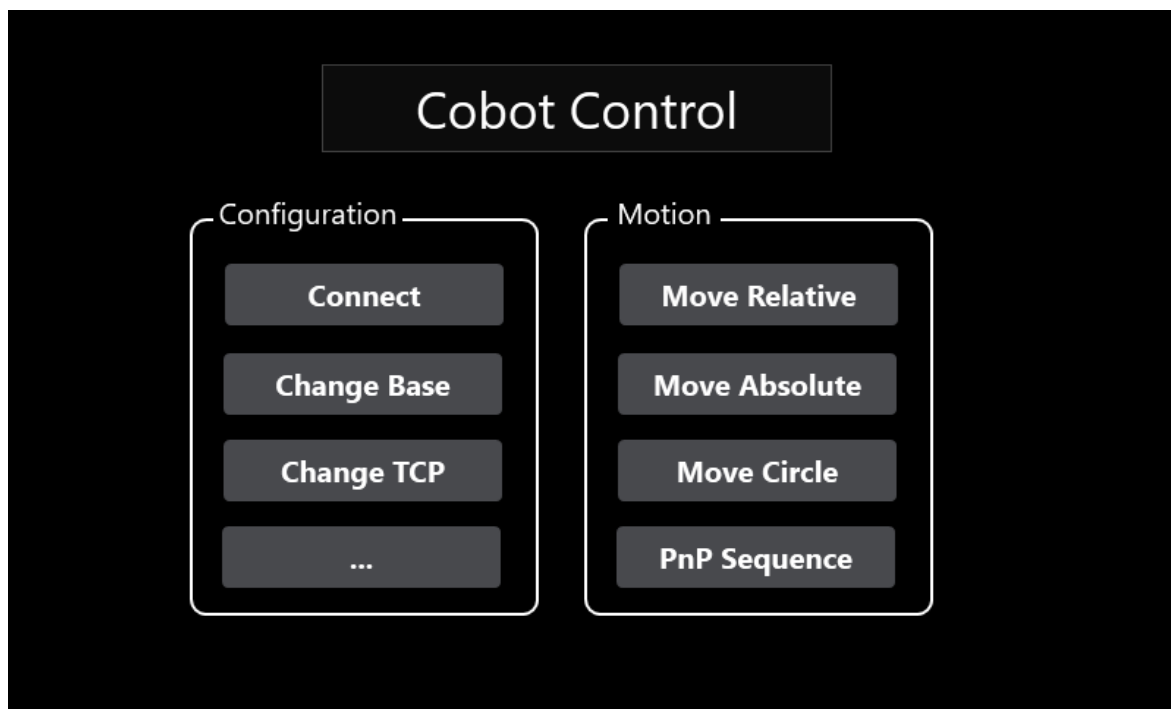 Cobot Control
Configuration
Connect
Change Base
Change TCP
...
Motion
Move Relative
Move Absolute
Move Circle
PnP Sequence